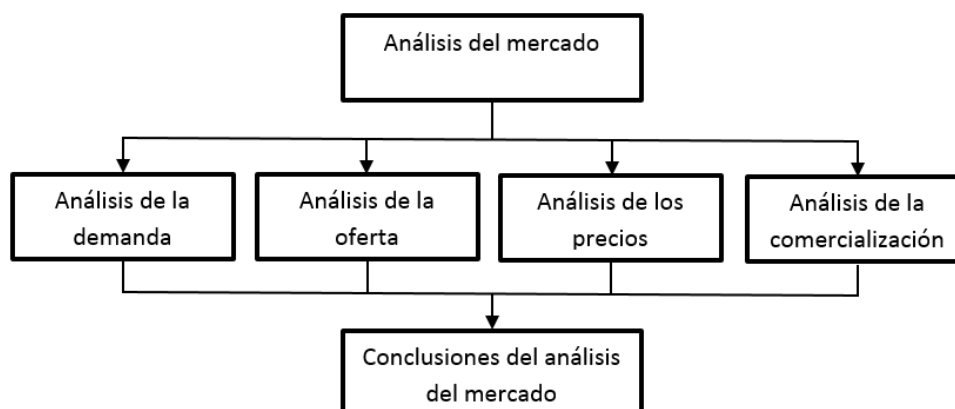 Análisis del mercado
Análisis de la
demanda
Análisis de la
oferta
Análisis de los
precios
Análisis de la
comercialización
Conclusiones del análisis
del mercado